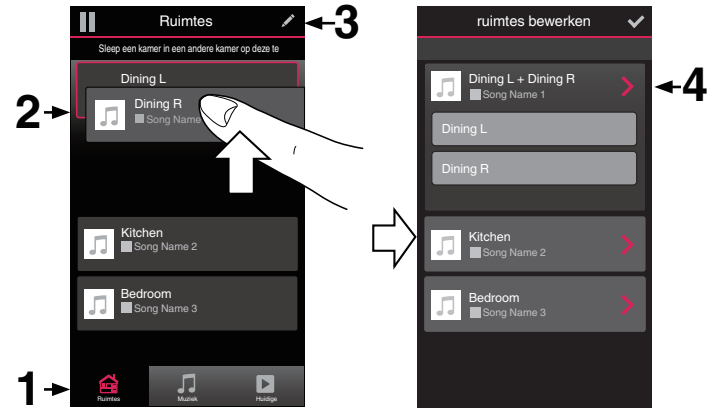 Ruimtes
3
Sleep een kamer in een andere kamer op deze te
2
Dining L
Dining R
Song Name
Kitchen
Song Name 2
Bedroom
Song Name 3
1
Ruimtes
Muziek
Huidige
ruimtes bewerken
Dining L + Dining R
Song Name 1
4
Dining L
Dining R
Kitchen
Song Name 2
Bedroom
Song Name 3